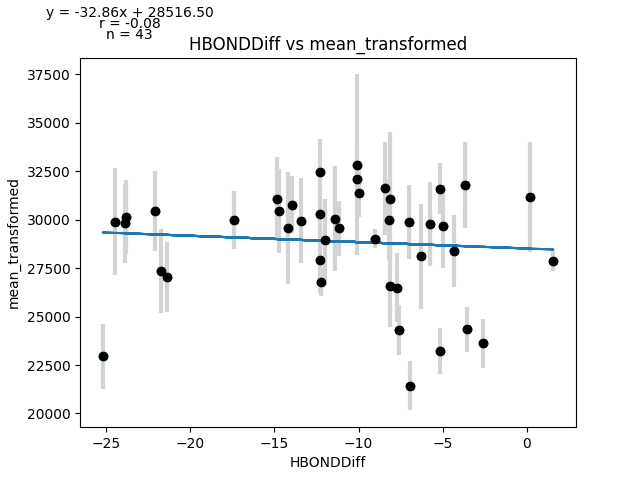 y = -32.86x + 28516.50
r = -0.08
n = 43
HBONDDiff vs mean_transformed
37500
35000
32500
30000
27500
25000
22500
20000
mean_transformed
−25
−20
−15
−10
−5
0
HBONDDiff